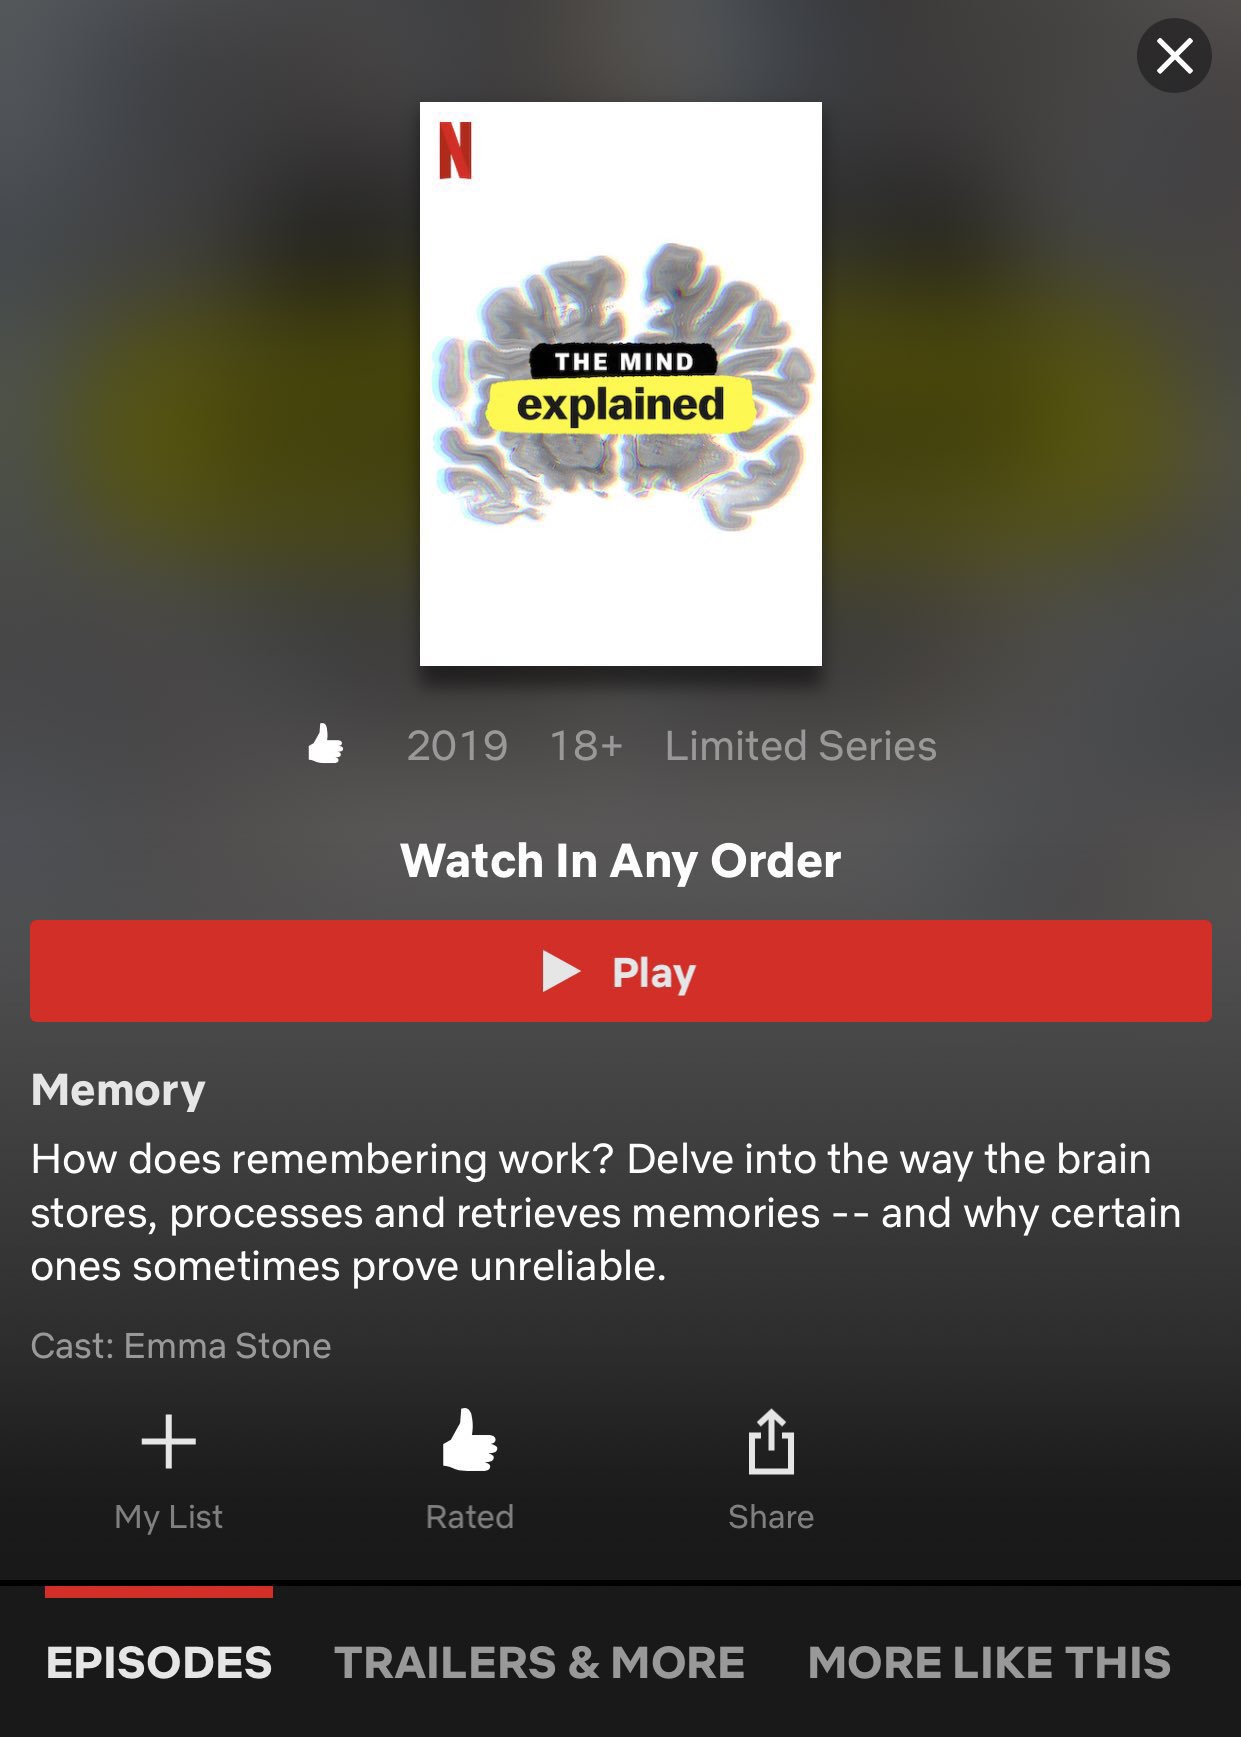 N
THE MIND
explained
2019 18+ Limited Series
Watch In Any Order
Play
Memory
How does remembering work? Delve into the way the brain
stores, processes and retrieves memories -- and why certain
ones sometimes prove unreliable.
Cast: Emma Stone
My List Rated Share
EPISODES TRAILERS & MORE MORE LIKE THIS